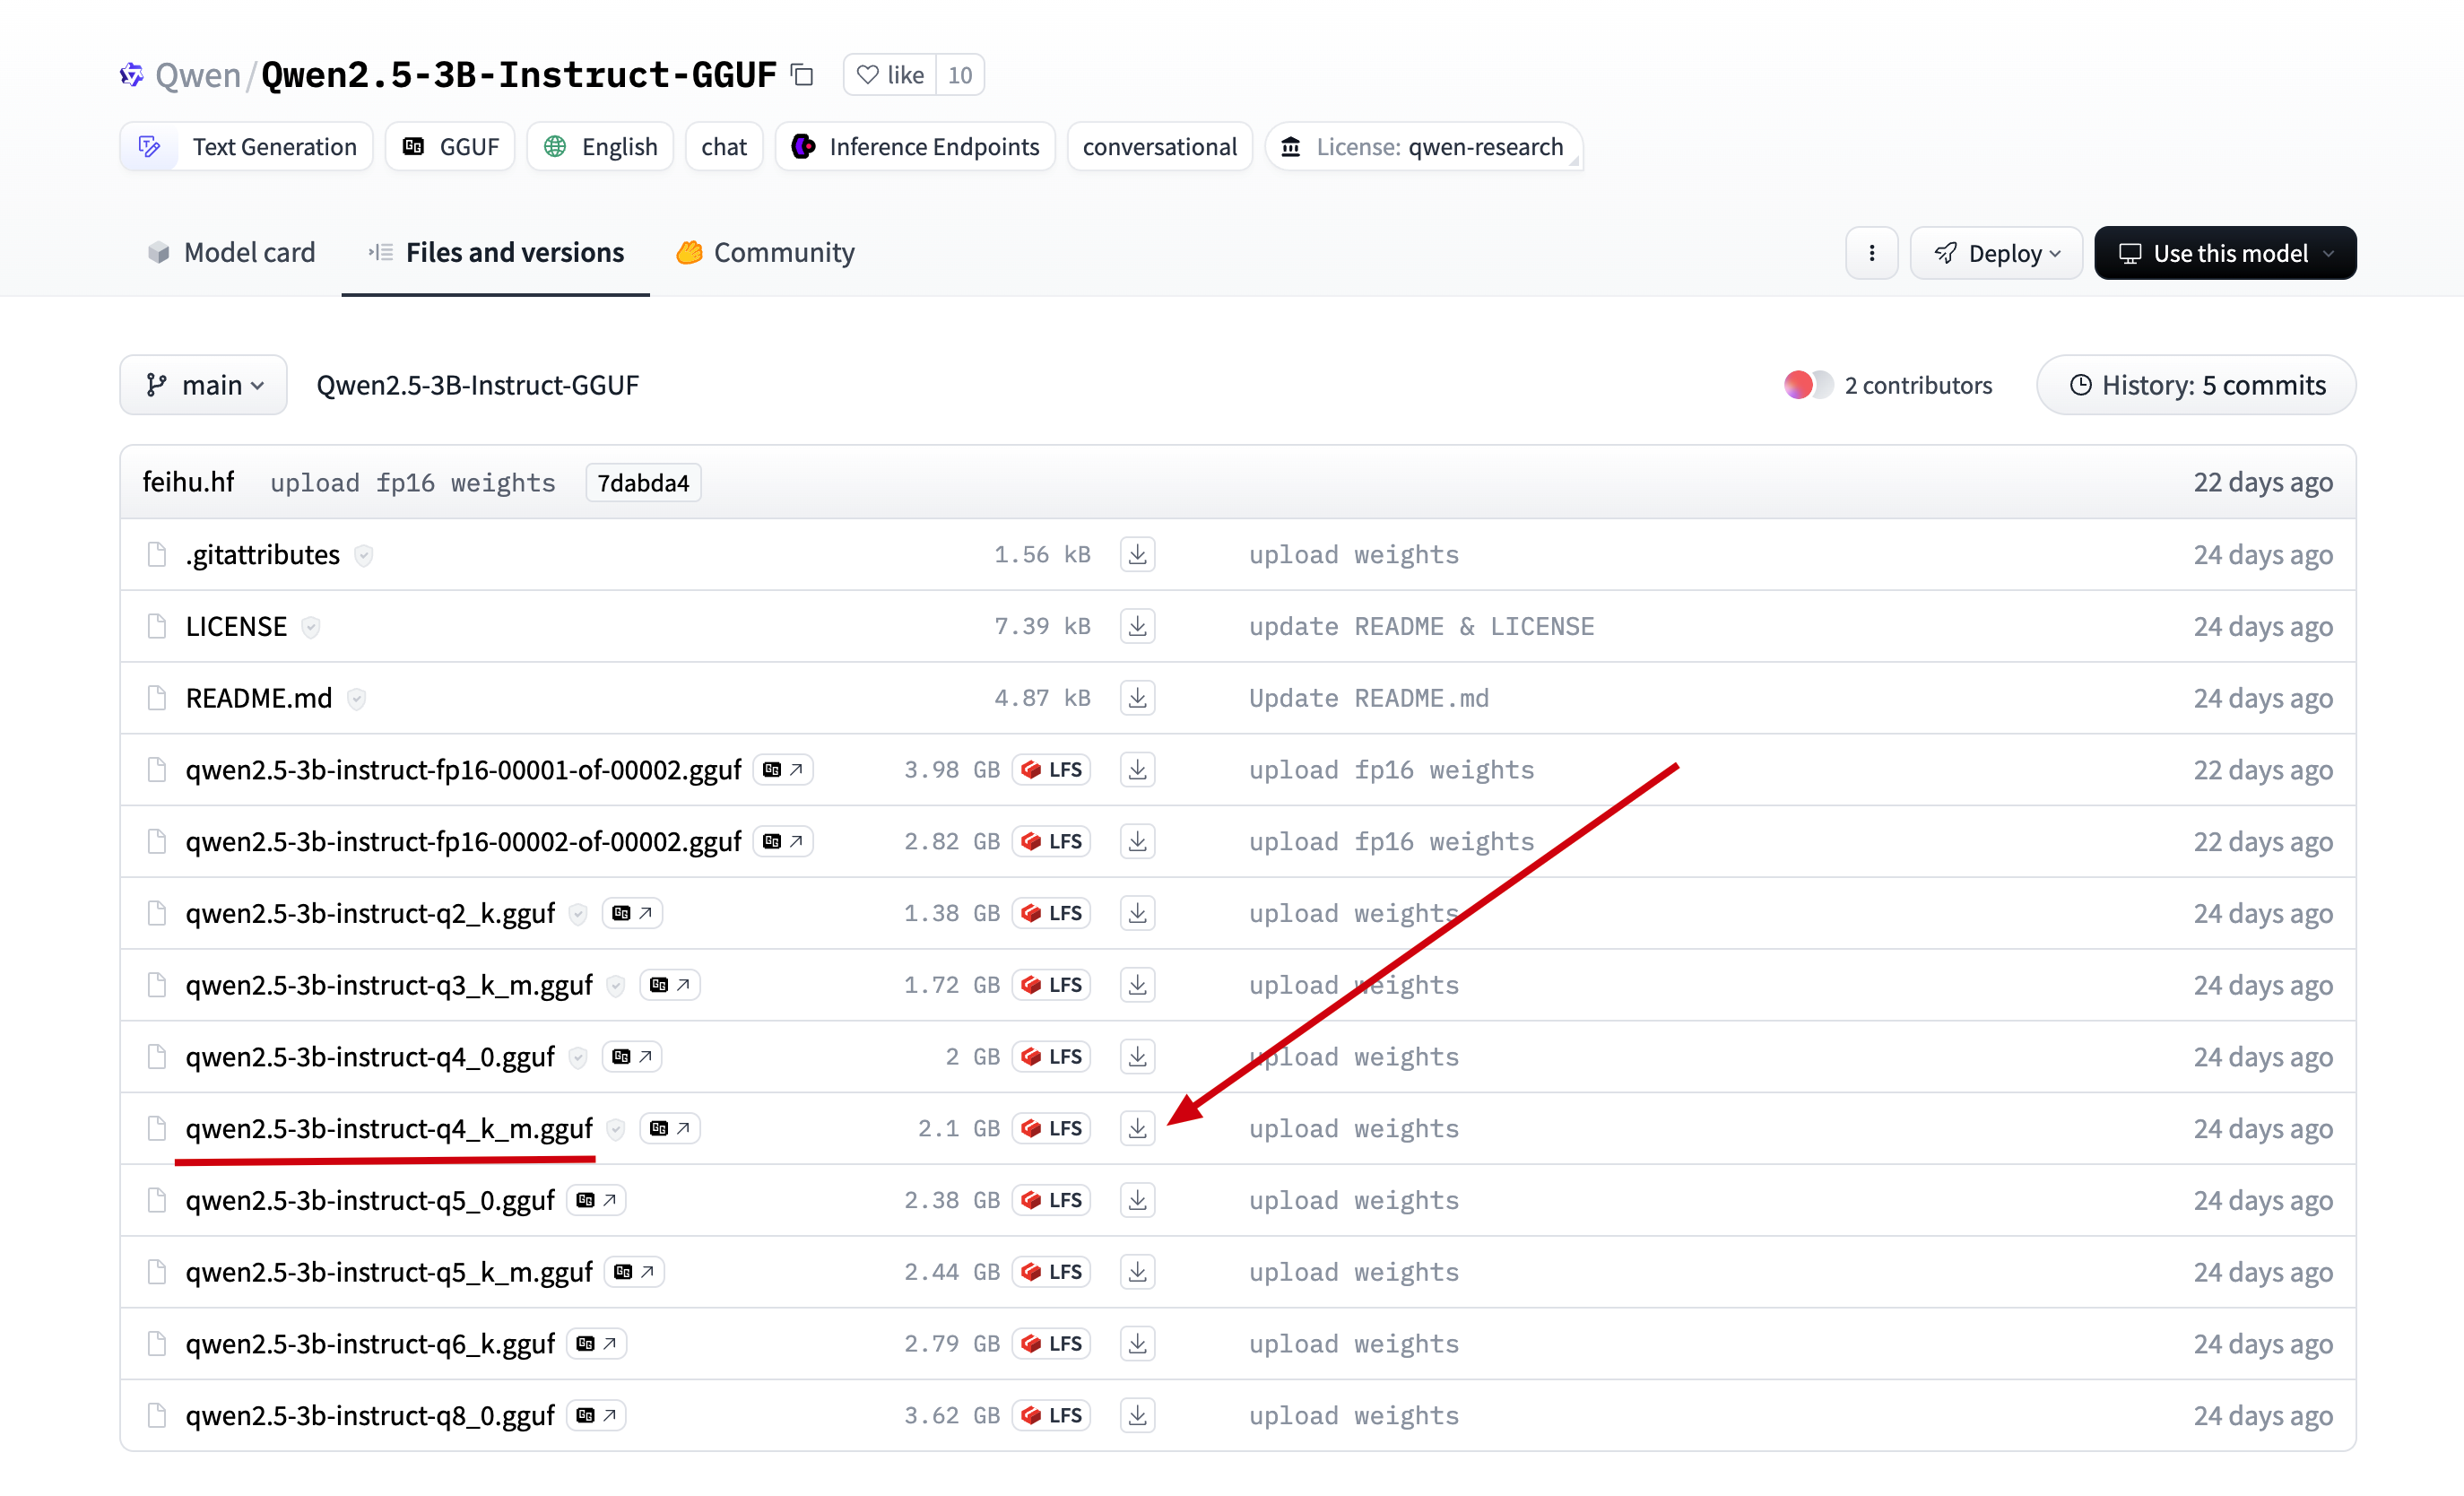 Qwen/Qwen2.5-3B-Instruct-GGUF like 10
Text Generation GGUF English chat Inference Endpoints conversational License: qwen-research
Model card Files and versions Community Deploy Use this model
main Qwen2.5-3B-Instruct-GGUF 2 contributors History: 5 commits
feihu.hf upload fp16 weights 7dabda4 22 days ago
.gitattributes 1.56 kB upload weights 24 days ago
LICENSE 7.39 kB update README & LICENSE 24 days ago
README.md 4.87 kB Update README.md 24 days ago
qwen2.5-3b-instruct-fp16-00001-of-00002.gguf 3.98 GB LFS upload fp16 weights 22 days ago
qwen2.5-3b-instruct-fp16-00002-of-00002.gguf 2.82 GB LFS upload fp16 weights 22 days ago
qwen2.5-3b-instruct-q2_k.gguf 1.38 GB LFS upload weights 24 days ago
qwen2.5-3b-instruct-q3_k_m.gguf 1.72 GB LFS upload weights 24 days ago
qwen2.5-3b-instruct-q4_0.gguf 2 GB LFS upload weights 24 days ago
qwen2.5-3b-instruct-q4_k_m.gguf 2.1 GB LFS upload weights 24 days ago
qwen2.5-3b-instruct-q5_0.gguf 2.38 GB LFS upload weights 24 days ago
qwen2.5-3b-instruct-q5_k_m.gguf 2.44 GB LFS upload weights 24 days ago
qwen2.5-3b-instruct-q6_k.gguf 2.79 GB LFS upload weights 24 days ago
qwen2.5-3b-instruct-q8_0.gguf 3.62 GB LFS upload weights 24 days ago